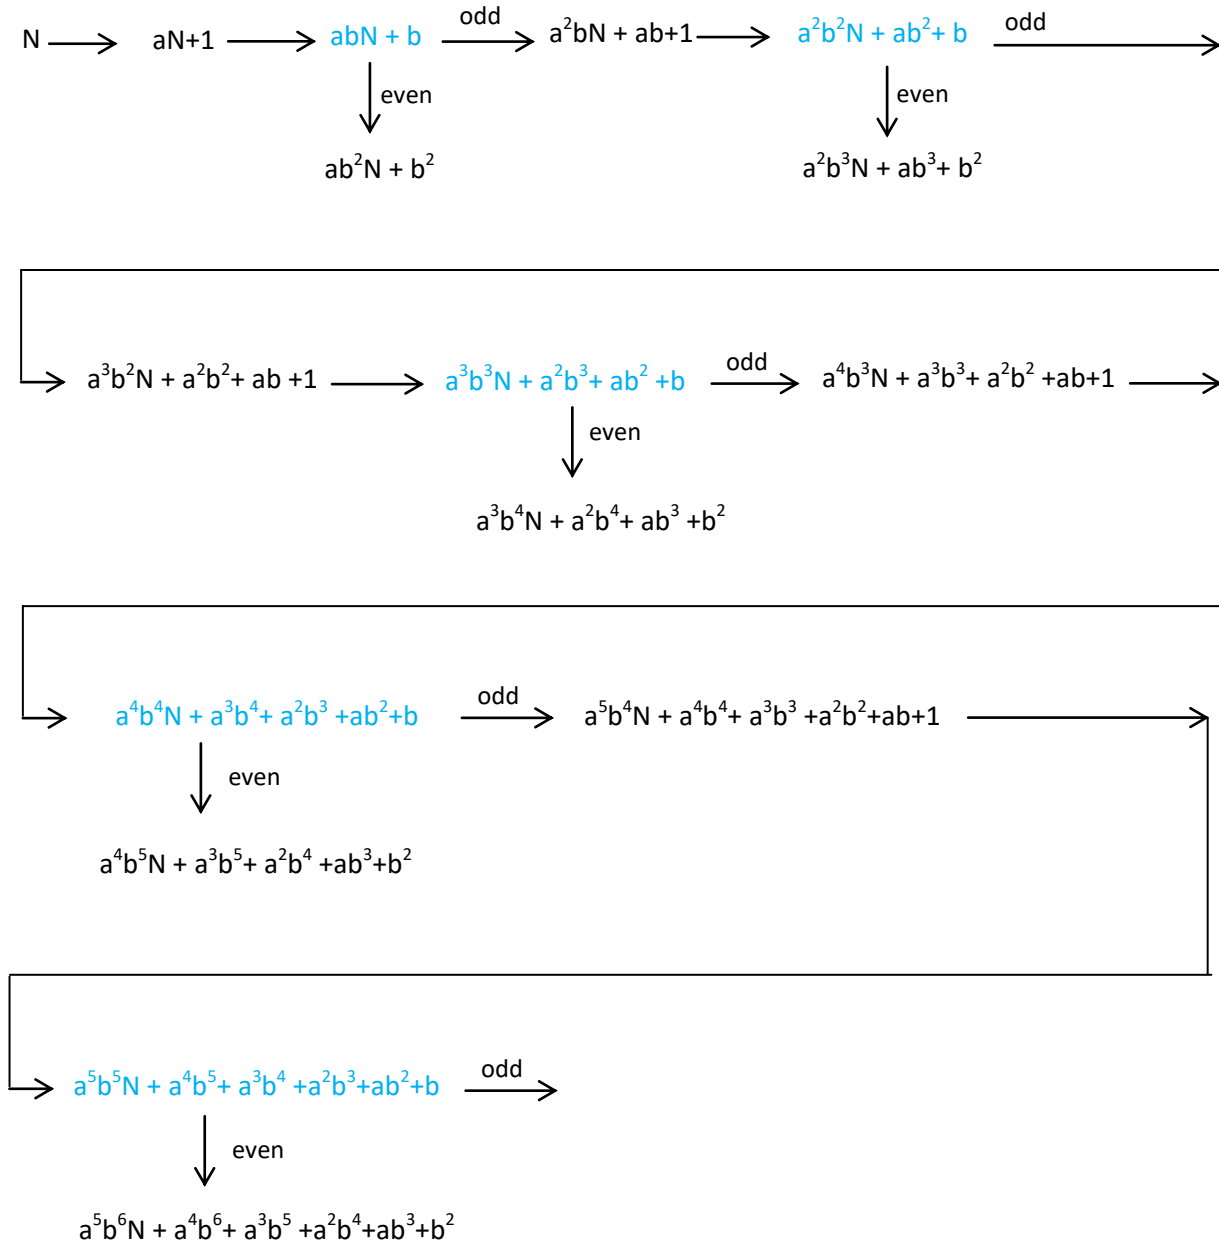 N aN+1 abN + b odd a²bN + ab+1 a²b²N + ab²+ b odd
even even
ab²N + b² a²b³N + ab³+ b²
a³b²N + a²b²+ ab +1 a³b³N + a²b³+ ab² +b odd a⁴b³N + a³b³+ a²b² +ab+1
even
a³b⁴N + a²b⁴+ ab³ +b²
a⁴b⁴N + a³b⁴+ a²b³ +ab²+b odd a⁵b⁴N + a⁴b⁴+ a³b³ +a²b²+ab+1
even
a⁴b⁵N + a³b⁵+ a²b⁴ +ab³+b²
a⁵b⁵N + a⁴b⁵+ a³b⁴ +a²b³+ab²+b odd
even
a⁵b⁶N + a⁴b⁶+ a³b⁵ +a²b⁴+ab³+b²